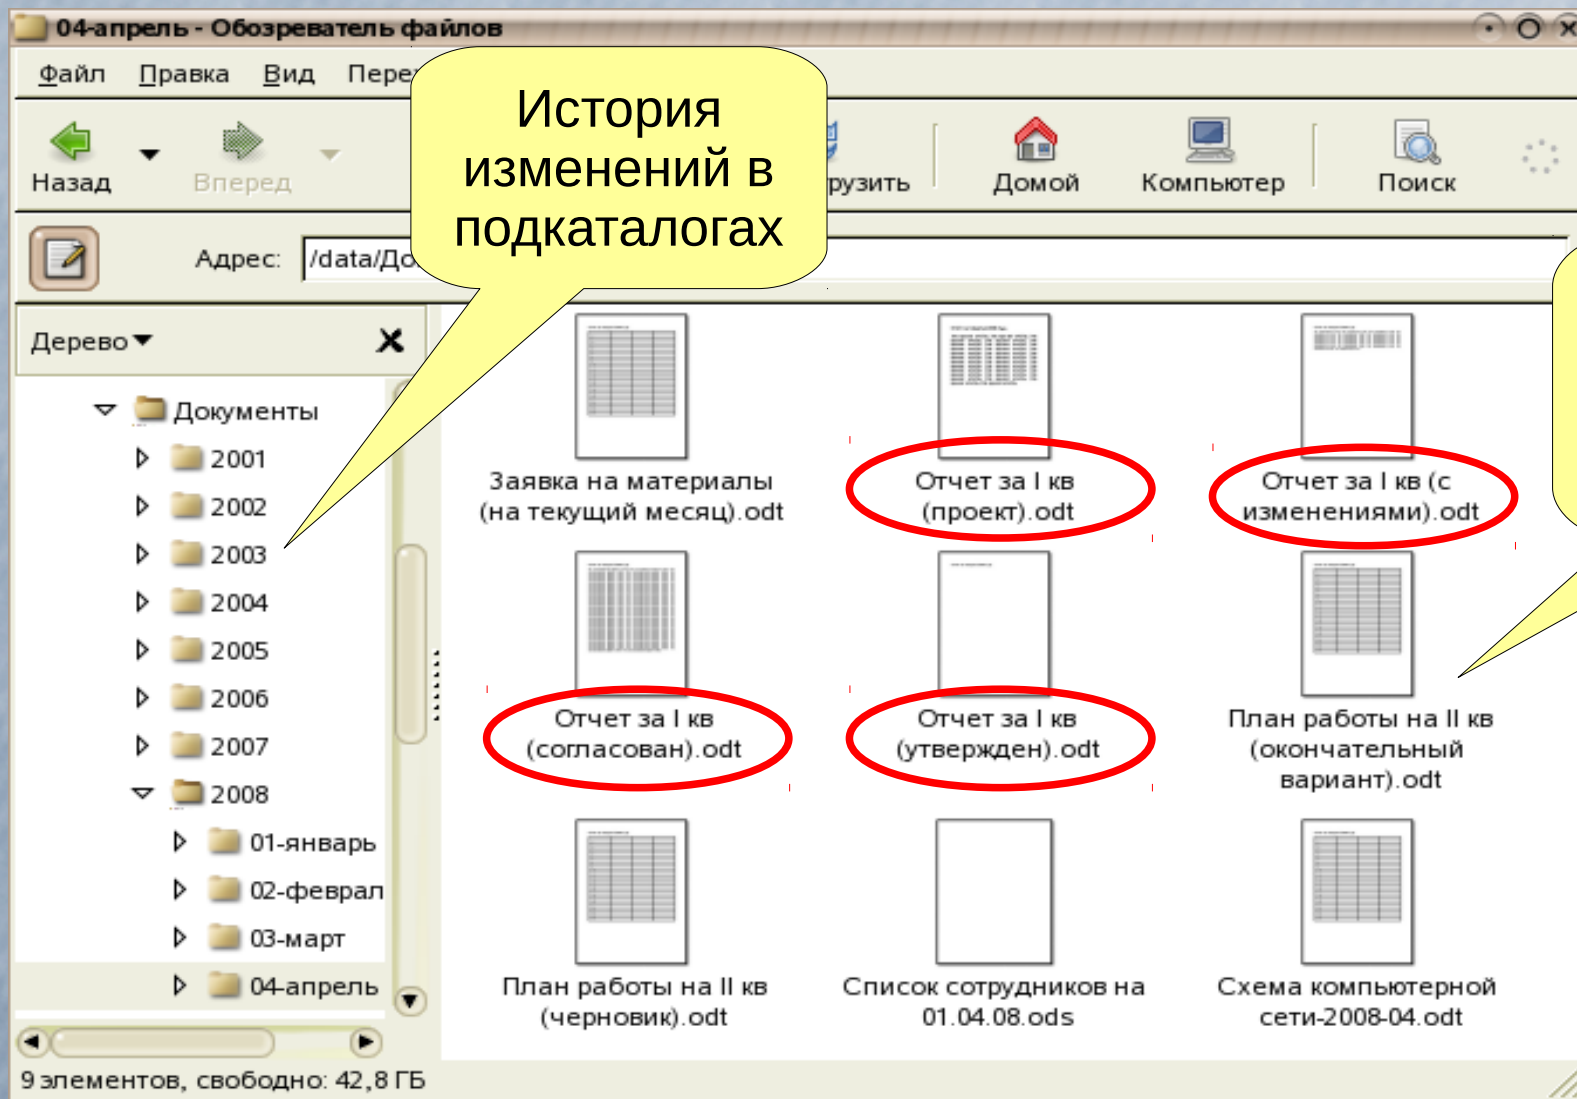 04-апрель - Обозреватель файлов
Файл Правка Вид
История
изменений в
подкаталогах
Назад Вперед Домой Компьютер Поиск
Адрес: /data/До
Дерево
Документы
2001
2002
2003
2004
2005
2006
2007
2008
01-январь
02-феврал
03-март
04-апрель
Заявка на материалы
(на текущий месяц).odt
Отчет за I кв
(проект).odt
Отчет за I кв (с
изменениями).odt
Отчет за I кв
(согласован).odt
Отчет за I кв
(утвержден).odt
План работы на II кв
(окончательный
вариант).odt
План работы на II кв
(черновик).odt
Список сотрудников на
01.04.08.ods
Схема компьютерной
сети-2008-04.odt
9 элементов, свободно: 42,8 ГБ